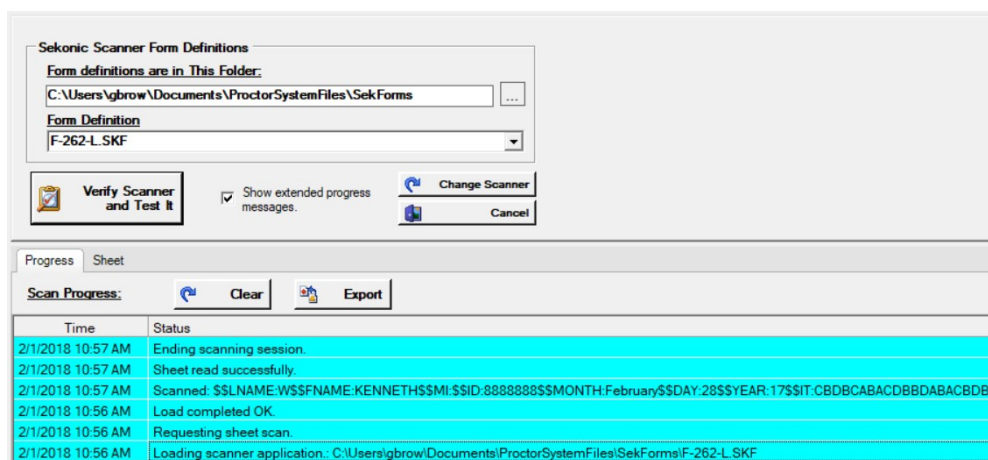 Sekonic Scanner Form Definitions
Form definitions are in This Folder:
C:\Users\gbrow\Documents\ProctorSystemFiles\SekForms
...
Form Definition
F-262-L.SKF
Verify Scanner
and Test It
Show extended progress
messages.
Change Scanner
Cancel
Progress Sheet
Scan Progress: Clear Export
Time Status
2/1/2018 10:57 AM Ending scanning session.
2/1/2018 10:57 AM Sheet read successfully.
2/1/2018 10:57 AM Scanned: $$LNAME:W$$FNAME:KENNETH$$MI:$$ID:8888888$$MONTH:February$$DAY:28$$YEAR:17$$IT:CBDBCABACDBBDABACBDB
2/1/2018 10:56 AM Load completed OK.
2/1/2018 10:56 AM Requesting sheet scan.
2/1/2018 10:56 AM Loading scanner application.: C:\Users\gbrow\Documents\ProctorSystemFiles\SekForms\F-262-L.SKF